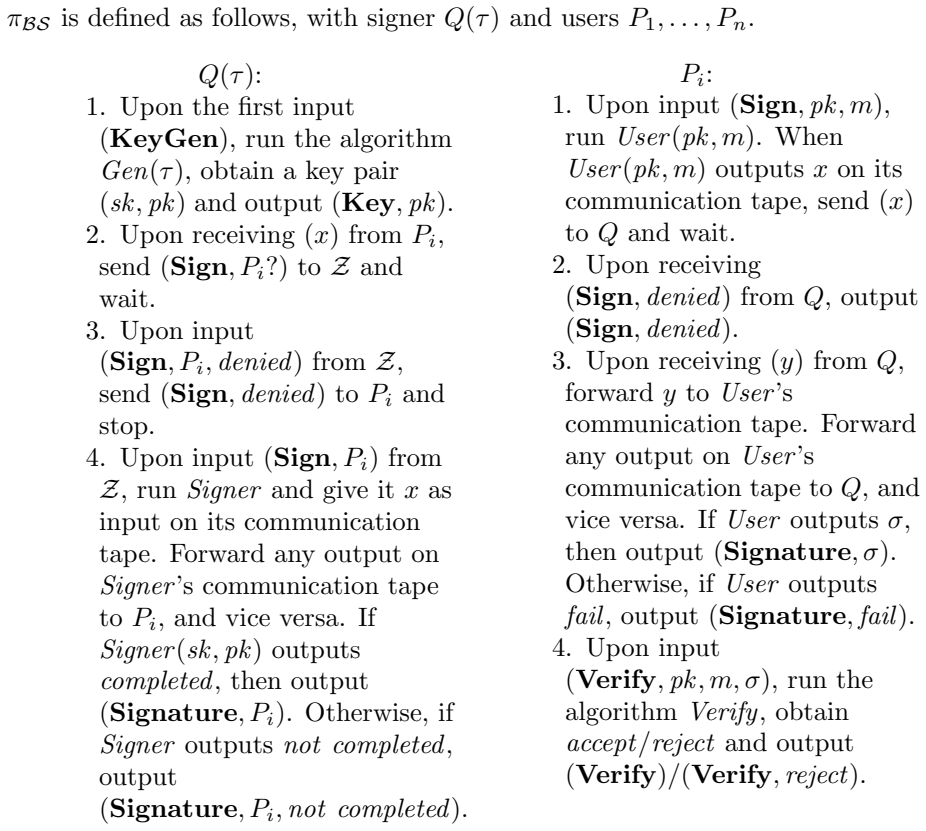 π_BS is defined as follows, with signer Q(τ) and users P_1, . . . , P_n.
Q(τ):
1. Upon the first input
(KeyGen), run the algorithm
Gen(τ), obtain a key pair
(sk, pk) and output (Key, pk).
2. Upon receiving (x) from P_i,
send (Sign, P_i?) to Z and
wait.
3. Upon input
(Sign, P_i, denied) from Z,
send (Sign, denied) to P_i and
stop.
4. Upon input (Sign, P_i) from
Z, run Signer and give it x as
input on its communication
tape. Forward any output on
Signer's communication tape
to P_i, and vice versa. If
Signer(sk, pk) outputs
completed, then output
(Signature, P_i). Otherwise, if
Signer outputs not completed,
output
(Signature, P_i, not completed).
P_i:
1. Upon input (Sign, pk, m),
run User(pk, m). When
User(pk, m) outputs x on its
communication tape, send (x)
to Q and wait.
2. Upon receiving
(Sign, denied) from Q, output
(Sign, denied).
3. Upon receiving (y) from Q,
forward y to User's
communication tape. Forward
any output on User's
communication tape to Q, and
vice versa. If User outputs σ,
then output (Signature, σ).
Otherwise, if User outputs
fail, output (Signature, fail).
4. Upon input
(Verify, pk, m, σ), run the
algorithm Verify, obtain
accept/reject and output
(Verify)/(Verify, reject).